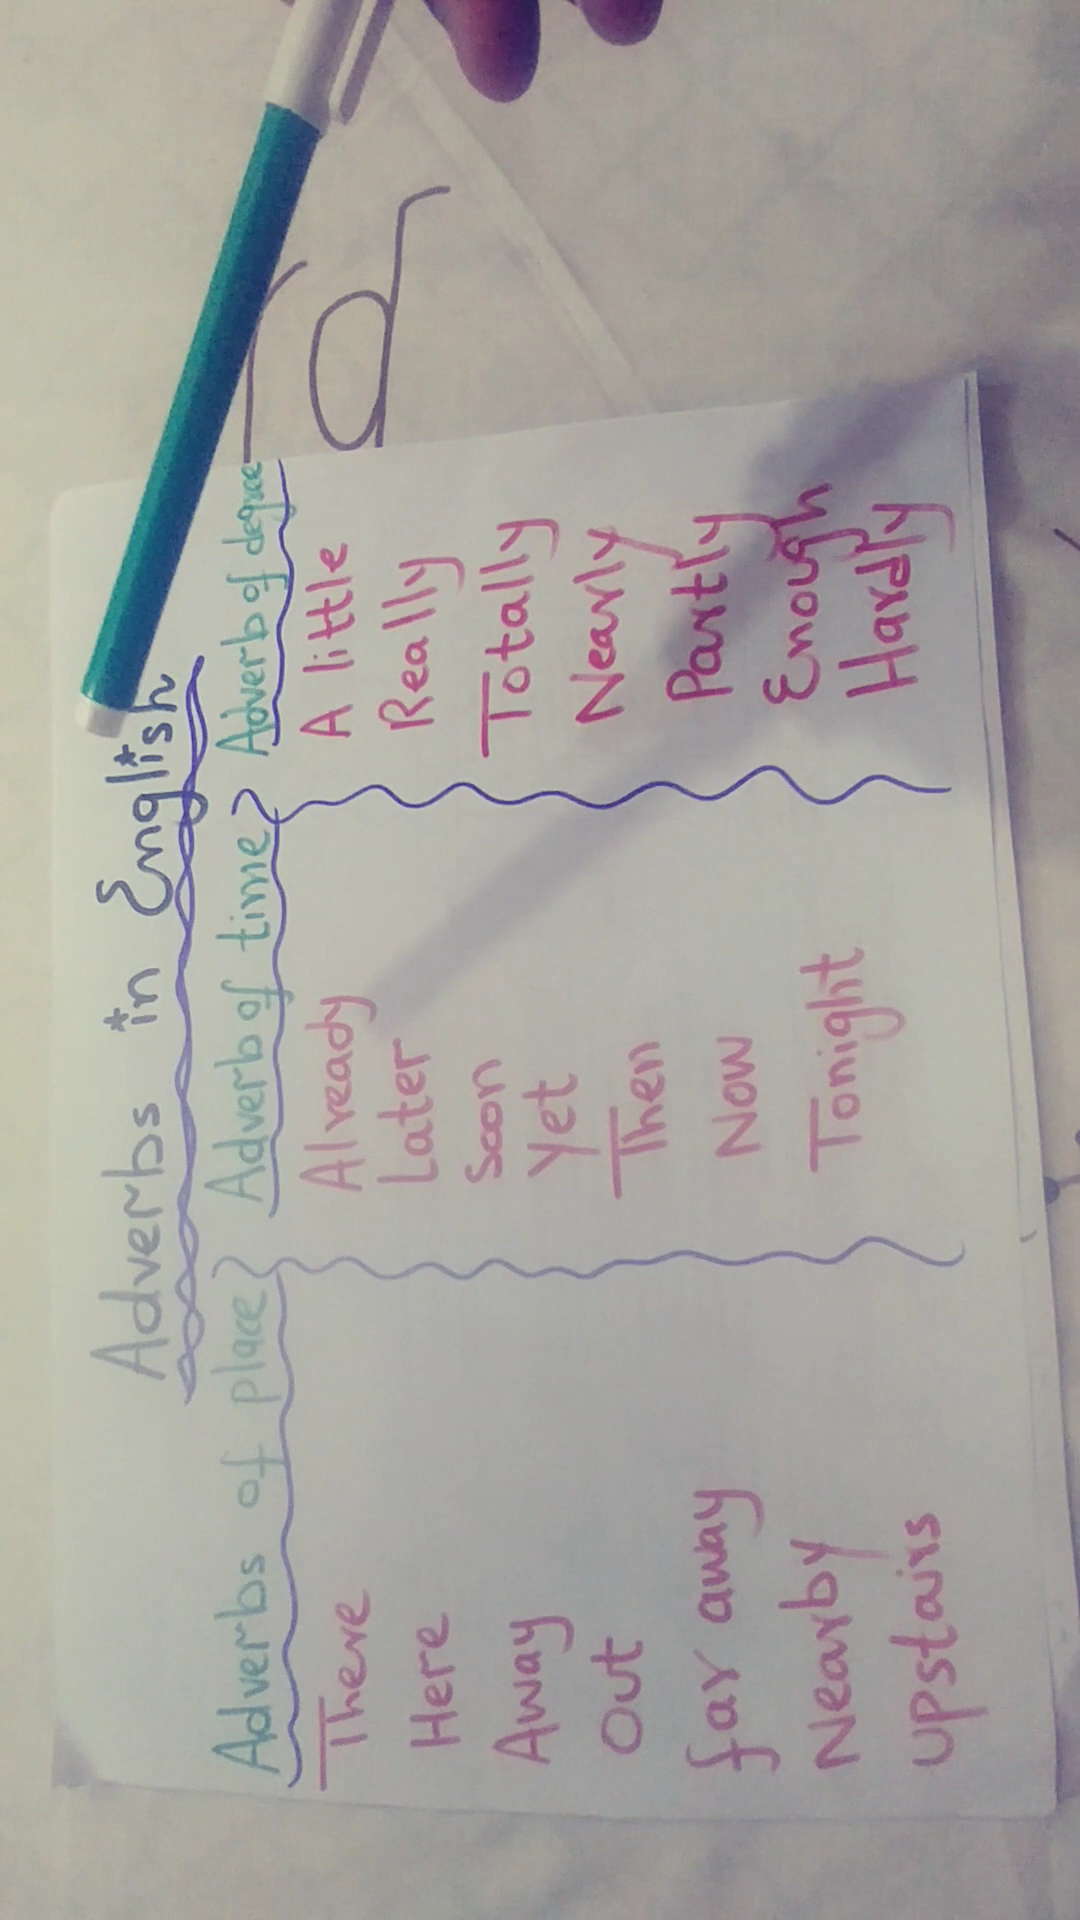 Adverbs in English
Adverbs of place
There
Here
Away
Out
far away
Nearby
upstairs
Adverb of time
Already
Later
Soon
Yet
Then
Now
Tonight
Adverb of degree
A little
Really
Totally
Nearly
Partly
Enough
Hardly